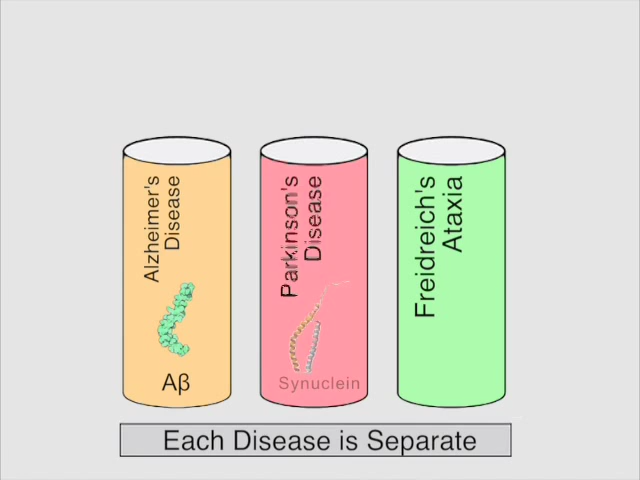 Alzheimer's
Disease
Parkinson's
Disease
Freidreich's
Ataxia
Aβ
Synuclein
Each Disease is Separate